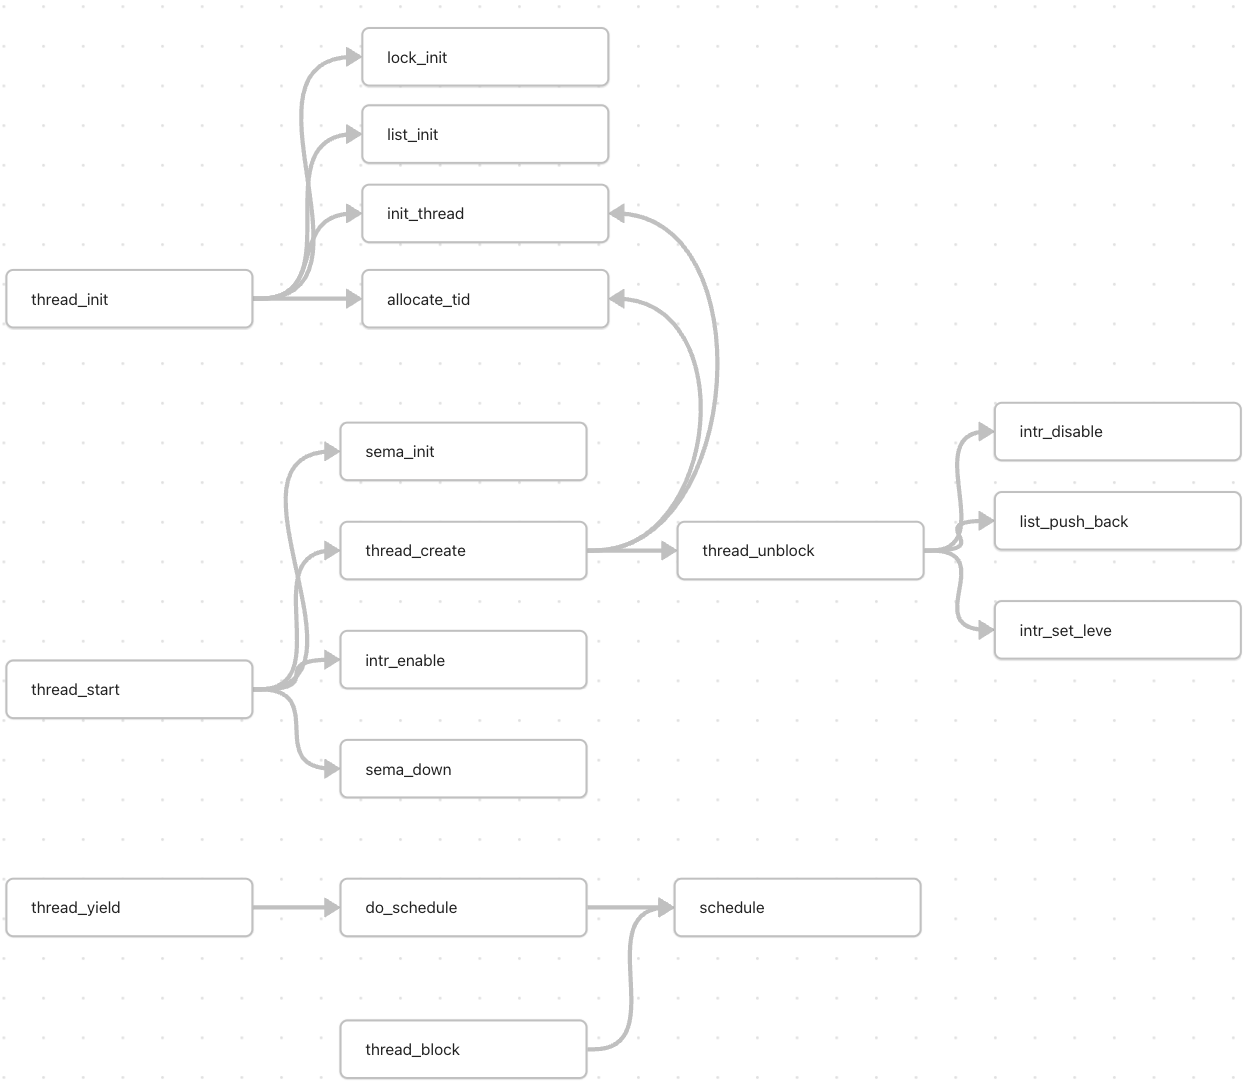 lock_init
list_init
init_thread
thread_init
allocate_tid
intr_disable
sema_init
list_push_back
thread_create
thread_unblock
intr_set_leve
intr_enable
thread_start
sema_down
thread_yield
do_schedule
schedule
thread_block